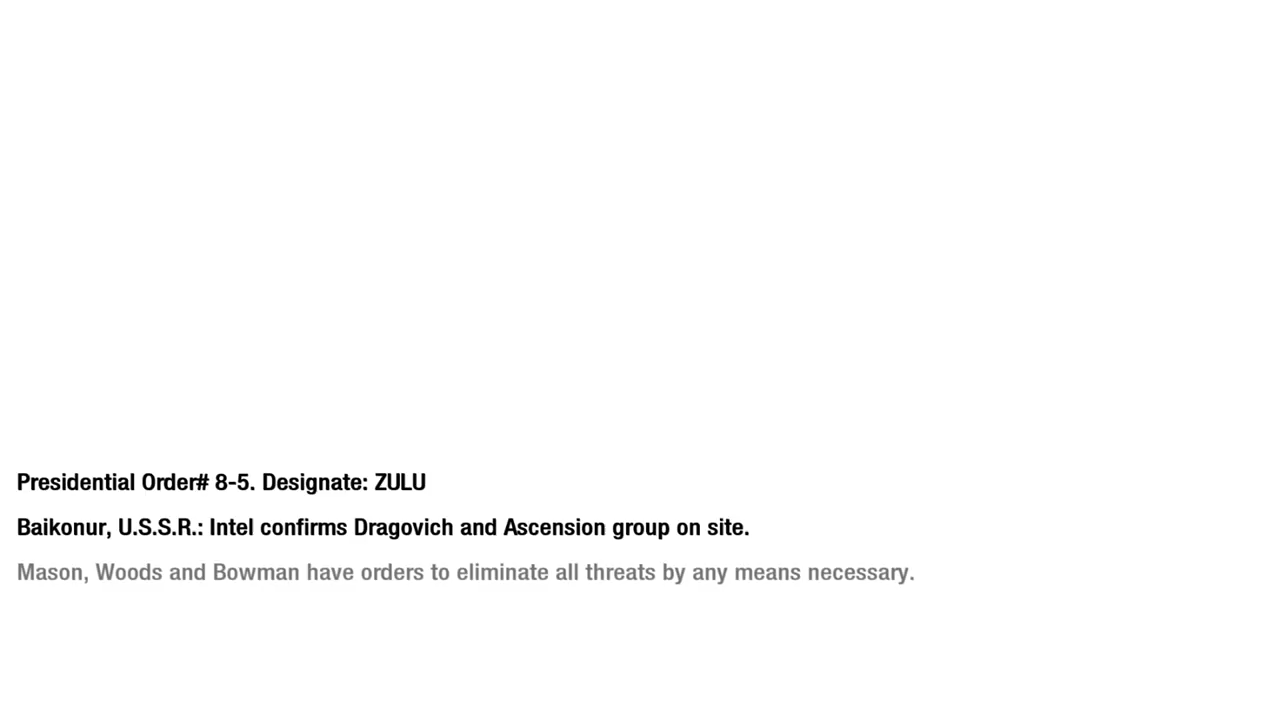 Presidential Order# 8-5. Designate: ZULU
Baikonur, U.S.S.R.: Intel confirms Dragovich and Ascension group on site.
Mason, Woods and Bowman have orders to eliminate all threats by any means necessary.